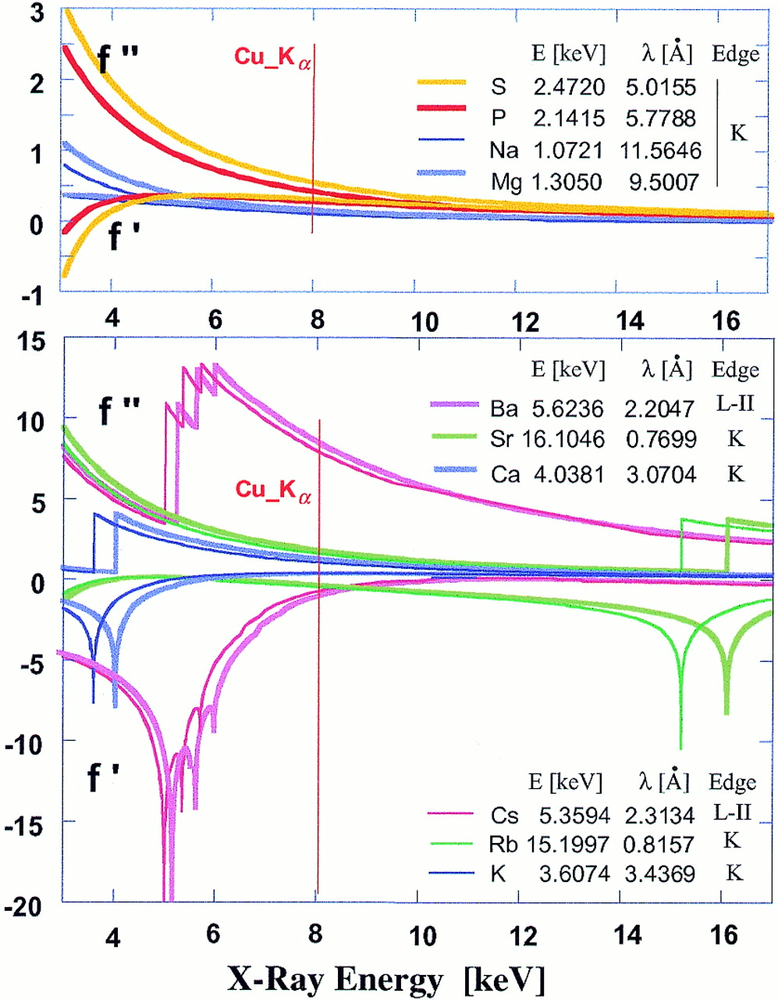 3
f "
Cu_Kα
E [keV] λ [Å] Edge
2
S 2.4720 5.0155
P 2.1415 5.7788
K
1
Na 1.0721 11.5646
Mg 1.3050 9.5007
0
f '
-1
4 6 8 10 12 14 16
15
E [keV] λ [Å] Edge
f "
Ba 5.6236 2.2047 L-II
10
Sr 16.1046 0.7699 K
Ca 4.0381 3.0704 K
Cu_Kα
5
0
-5
-10
f '
E [keV] λ [Å] Edge
Cs 5.3594 2.3134 L-II
-15
Rb 15.1997 0.8157 K
K 3.6074 3.4369 K
-20
4 6 8 10 12 14 16
X-Ray Energy [keV]